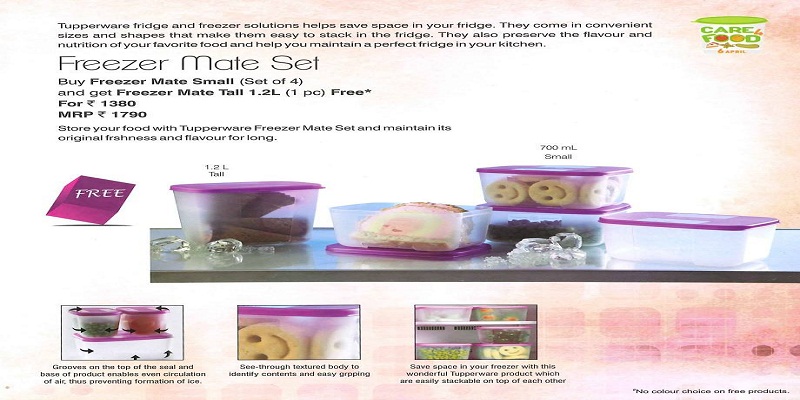 Tupperware fridge and freezer solutions helps save space in your fridge. They come in convenient
sizes and shapes that make them easy to stack in the fridge. They also preserve the flavour and
nutrition of your favorite food and help you maintain a perfect fridge in your kitchen.
CARE
4
FOOD
APRIL
Freezer Mate Set
Buy Freezer Mate Small (Set of 4)
and get Freezer Mate Tall 1.2L (1 pc) Free*
For ₹ 1380
MRP ₹ 1790
Store your food with Tupperware Freezer Mate Set and maintain its
original frshness and flavour for long.
700 mL
Small
1.2 L
Tall
FREE
Grooves on the top of the seal and
base of product enables even circulation
of air, thus preventing formation of ice.
See-through textured body to
identify contents and easy grpping
Save space in your freezer with this
wonderful Tupperware product which
are easily stackable on top of each other
*No colour choice on free products.